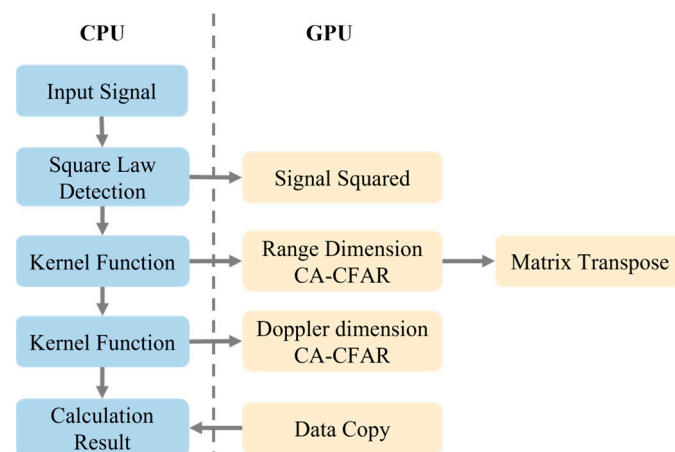 CPU
GPU
Input Signal
Square Law
Detection
Signal Squared
Kernel Function
Range Dimension
CA-CFAR
Matrix Transpose
Kernel Function
Doppler dimension
CA-CFAR
Calculation
Result
Data Copy